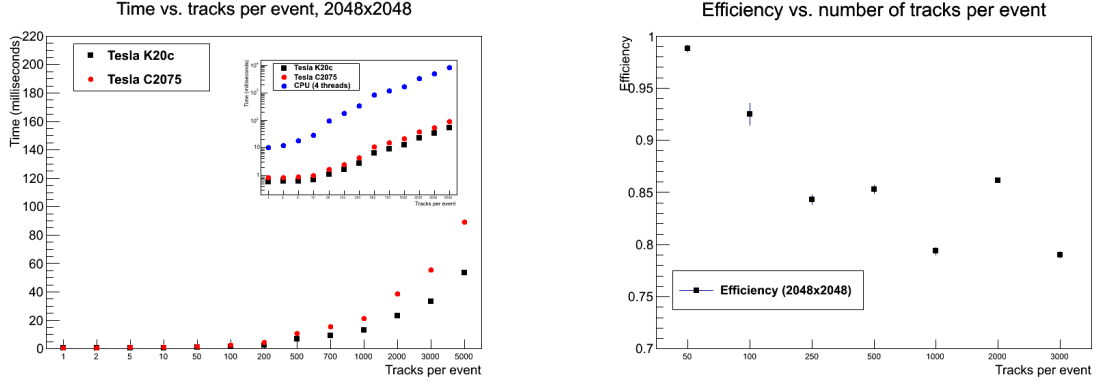 Time vs. tracks per event, 2048x2048
Time (milliseconds)
220
200
180
160
140
120
100
80
60
40
20
0
Tesla K20c
Tesla C2075
Time (milliseconds)
Tesla K20c
Tesla C2075
CPU (4 threads)
Tracks per event
1 2 5 10 50 100 200 500 700 1000 2000 3000 5000
Tracks per event
Efficiency vs. number of tracks per event
Efficiency
1
0.95
0.9
0.85
0.8
0.75
0.7
Efficiency (2048x2048)
50 100 250 500 1000 2000 3000
Tracks per event